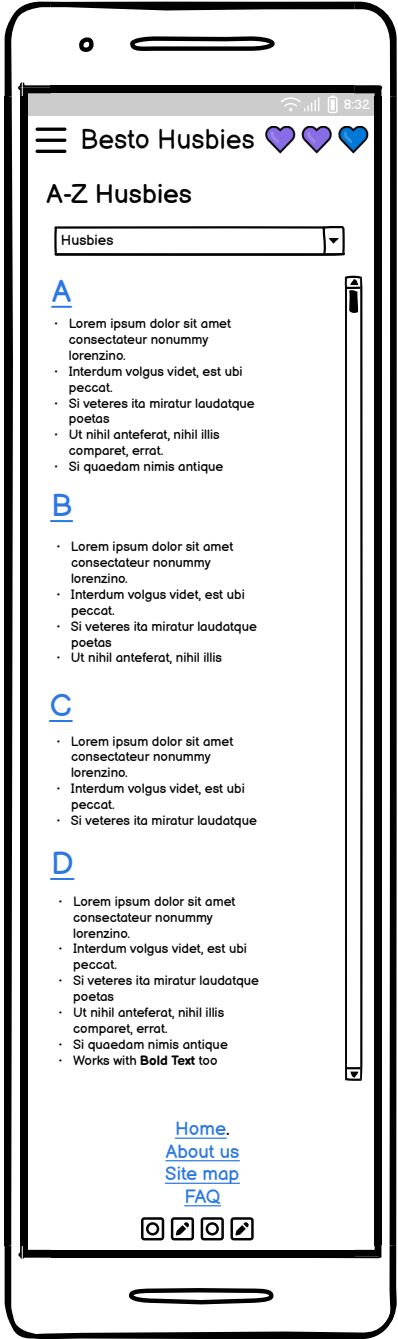 8:32
Besto Husbies
A-Z Husbies
Husbies
A
· Lorem ipsum dolor sit amet
consectateur nonummy
lorenzino.
· Interdum volgus videt, est ubi
peccat.
· Si veteres ita miratur laudatque
poetas
· Ut nihil anteferat, nihil illis
comparet, errat.
· Si quaedam nimis antique
B
· Lorem ipsum dolor sit amet
consectateur nonummy
lorenzino.
· Interdum volgus videt, est ubi
peccat.
· Si veteres ita miratur laudatque
poetas
· Ut nihil anteferat, nihil illis
C
· Lorem ipsum dolor sit amet
consectateur nonummy
lorenzino.
· Interdum volgus videt, est ubi
peccat.
· Si veteres ita miratur laudatque
D
· Lorem ipsum dolor sit amet
consectateur nonummy
lorenzino.
· Interdum volgus videt, est ubi
peccat.
· Si veteres ita miratur laudatque
poetas
· Ut nihil anteferat, nihil illis
comparet, errat.
· Si quaedam nimis antique
· Works with Bold Text too
Home.
About us
Site map
FAQ